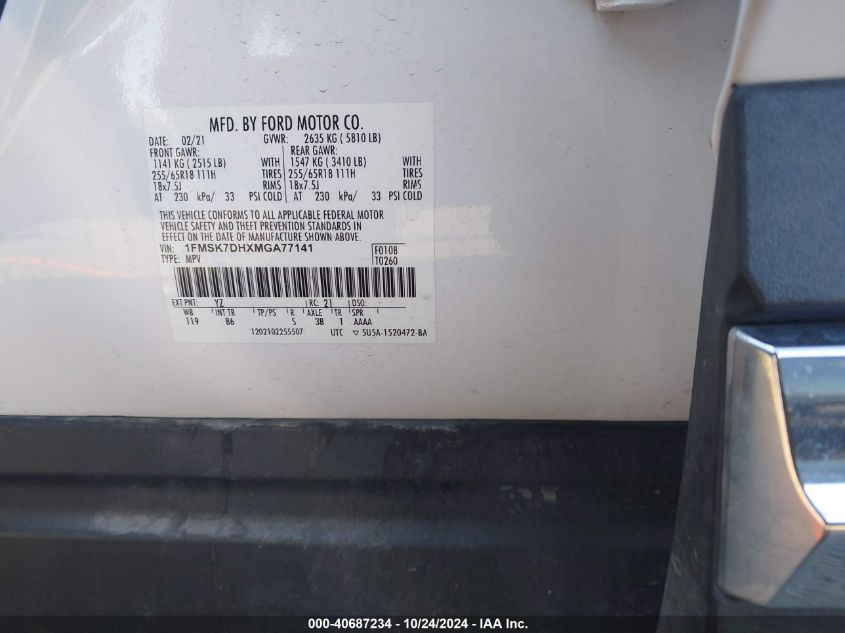 MFD. BY FORD MOTOR CO.
DATE: 02/21 GVWR: 2635 KG ( 5810 LB)
FRONT GAWR: REAR GAWR:
1141 KG ( 2515 LB) WITH 1547 KG ( 3410 LB) WITH
255/65R18 111H TIRES 255/65R18 111H TIRES
18x7.5J RIMS 18x7.5J RIMS
AT 230 kPa/ 33 PSI COLD AT 230 kPa/ 33 PSI COLD
THIS VEHICLE CONFORMS TO ALL APPLICABLE FEDERAL MOTOR
VEHICLE SAFETY AND THEFT PREVENTION STANDARDS IN
EFFECT ON THE DATE OF MANUFACTURE SHOWN ABOVE.
VIN: 1FMSK7DHXMGA77141 F0108
TYPE: MPV T0260
EXT PNT: YZ RC: 21 DSO:
WB INT TR TP/PS R AXLE TR SPR
119 86 S 3B T AAAA
1202102255507 UTC ▽ 5U5A-1520472-BA
000-40687234 - 10/24/2024 - IAA Inc.